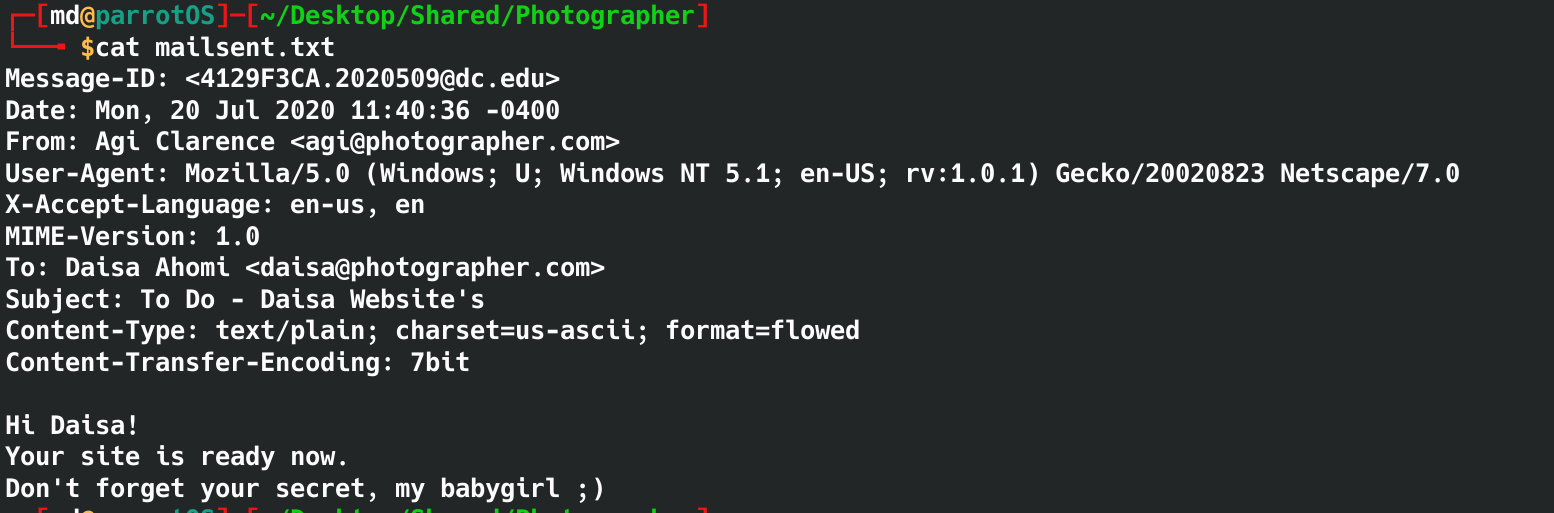 ┌─[md@parrotOS]─[~/Desktop/Shared/Photographer]
└──╼ $cat mailsent.txt
Message-ID: <4129F3CA.2020509@dc.edu>
Date: Mon, 20 Jul 2020 11:40:36 -0400
From: Agi Clarence <agi@photographer.com>
User-Agent: Mozilla/5.0 (Windows; U; Windows NT 5.1; en-US; rv:1.0.1) Gecko/20020823 Netscape/7.0
X-Accept-Language: en-us, en
MIME-Version: 1.0
To: Daisa Ahomi <daisa@photographer.com>
Subject: To Do - Daisa Website's
Content-Type: text/plain; charset=us-ascii; format=flowed
Content-Transfer-Encoding: 7bit

Hi Daisa!
Your site is ready now.
Don't forget your secret, my babygirl ;)
┌─[md@parrotOS]─[~/Desktop/Shared/Photographer]